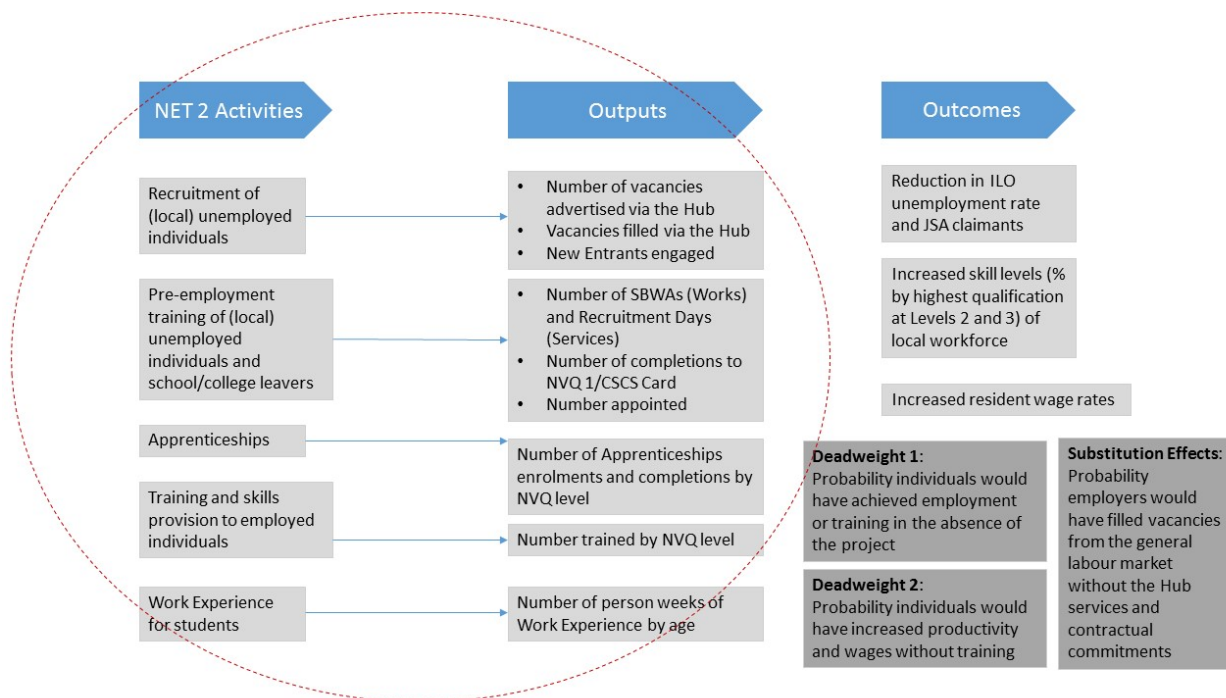 NET 2 Activities
Outputs
Outcomes
Recruitment of
(local) unemployed
individuals
• Number of vacancies
advertised via the Hub
• Vacancies filled via the Hub
• New Entrants engaged
Reduction in ILO
unemployment rate
and JSA claimants
Pre-employment
training of (local)
unemployed
individuals and
school/college leavers
• Number of SBWAs (Works)
and Recruitment Days
(Services)
• Number of completions to
NVQ 1/CSCS Card
• Number appointed
Increased skill levels (%
by highest qualification
at Levels 2 and 3) of
local workforce
Increased resident wage rates
Apprenticeships
Number of Apprenticeships
enrolments and completions by
NVQ level
Training and skills
provision to employed
individuals
Number trained by NVQ level
Work Experience
for students
Number of person weeks of
Work Experience by age
Deadweight 1:
Probability individuals would
have achieved employment
or training in the absence of
the project
Deadweight 2:
Probability individuals would
have increased productivity
and wages without training
Substitution Effects:
Probability
employers would
have filled vacancies
from the general
labour market
without the Hub
services and
contractual
commitments